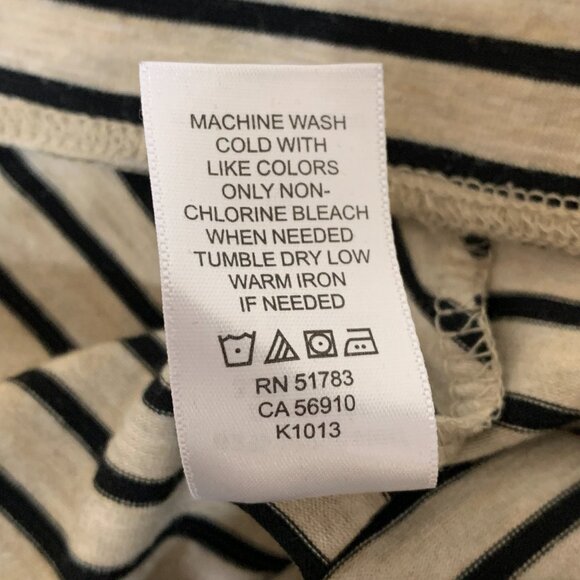 MACHINE WASH
COLD WITH
LIKE COLORS
ONLY NON-
CHLORINE BLEACH
WHEN NEEDED
TUMBLE DRY LOW
WARM IRON
IF NEEDED
RN 51783
CA 56910
K1013